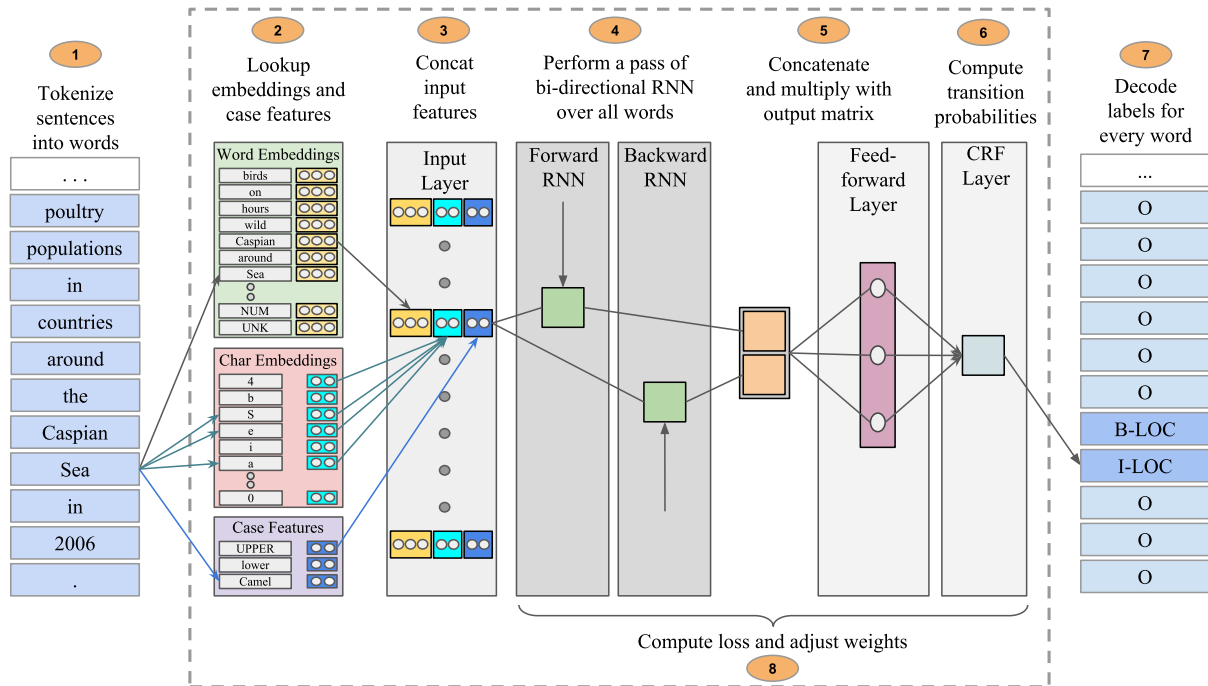 1
Tokenize
sentences
into words
. . .
poultry
populations
in
countries
around
the
Caspian
Sea
in
2006
.
2
Lookup
embeddings and
case features
Word Embeddings
birds
on
hours
wild
Caspian
around
Sea
NUM
UNK
Char Embeddings
4
b
S
e
i
a
0
Case Features
UPPER
lower
Camel
3
Concat
input
features
Input
Layer
4
Perform a pass of
bi-directional RNN
over all words
Forward
RNN
Backward
RNN
5
Concatenate
and multiply with
output matrix
Feed-
forward
Layer
6
Compute
transition
probabilities
CRF
Layer
7
Decode
labels for
every word
...
O
O
O
O
O
O
B-LOC
I-LOC
O
O
O
Compute loss and adjust weights
8